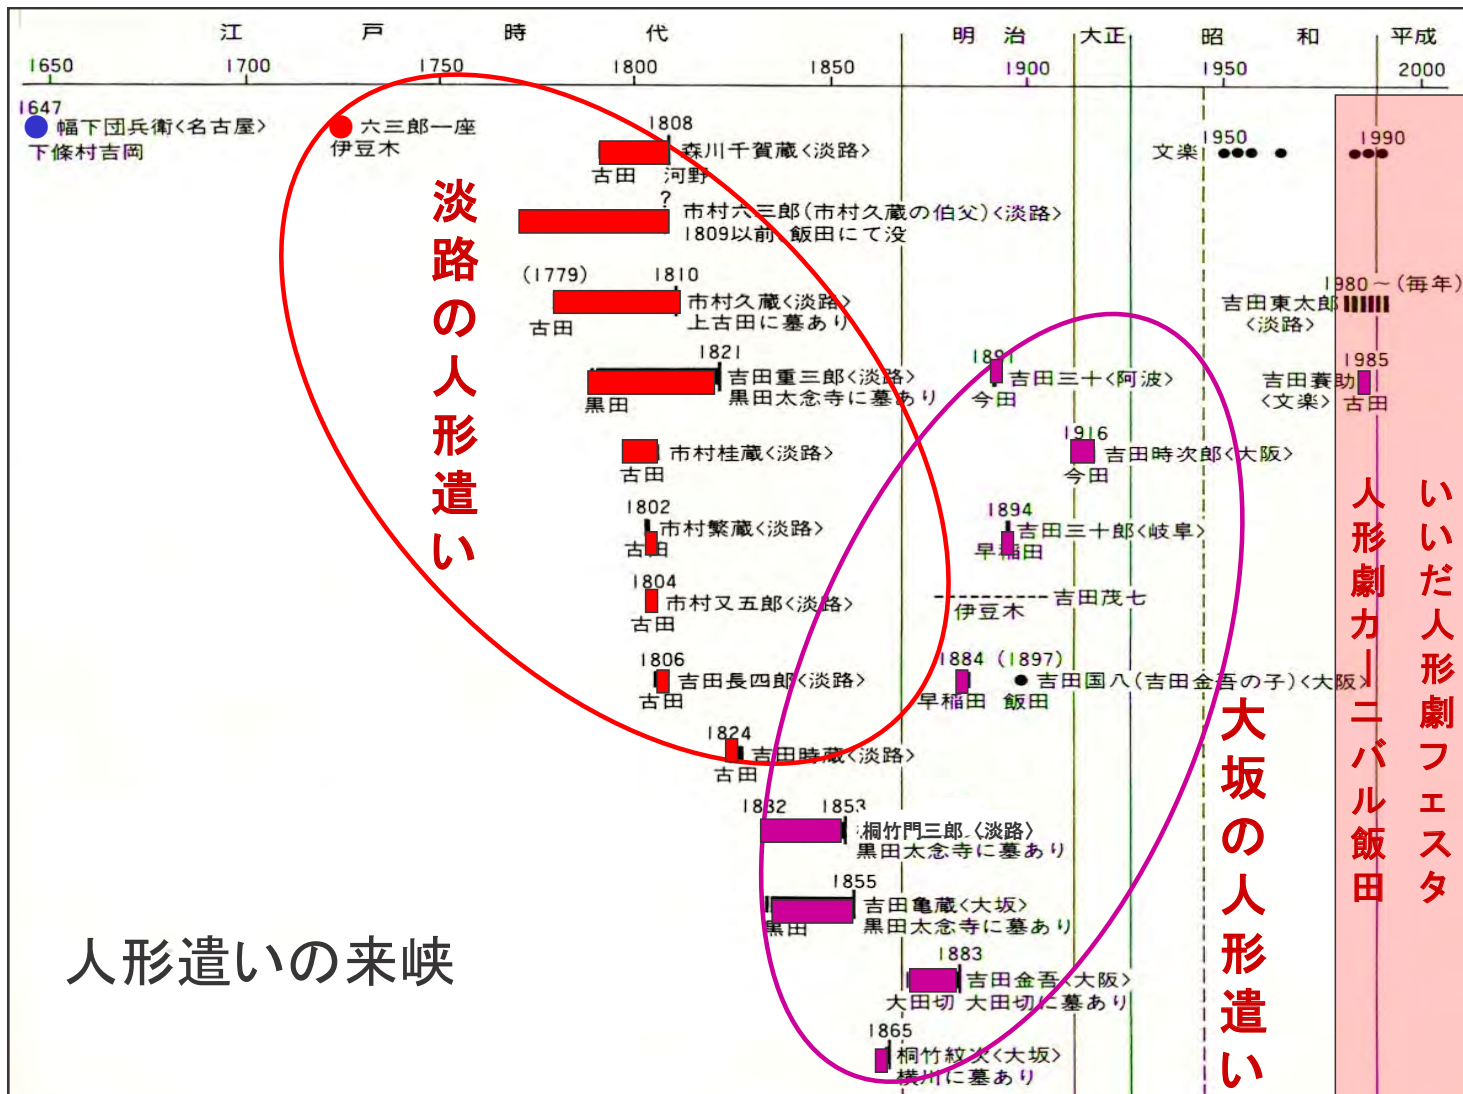 江戸時代 明治 大正 昭和 平成
1650 1700 1750 1800 1850 1900 1950 2000
1647
幅下団兵衛<名古屋>
下條村吉岡
六三郎一座
伊豆木
1808
森川千賀蔵<淡路>
古田 河野
?
市村六三郎(市村久蔵の伯父)<淡路>
1809以前、飯田にて没
(1779) 1810
市村久蔵<淡路>
古田 上古田に墓あり
1821
吉田重三郎<淡路>
黒田 黒田太念寺に墓あり
市村桂蔵<淡路>
古田
1802
市村繁蔵<淡路>
古田
1804
市村又五郎<淡路>
古田
1806
吉田長四郎<淡路>
古田
1824
吉田時蔵<淡路>
古田
1832 1853
桐竹門三郎〈淡路〉
黒田太念寺に墓あり
1855
吉田亀蔵<大坂>
黒田 黒田太念寺に墓あり
1883
吉田金吾<大阪>
大田切 大田切に墓あり
1865
桐竹紋次<大坂>
横川に墓あり
1891
吉田三十<阿波>
今田
1916
吉田時次郎<大阪>
今田
1894
吉田三十郎<岐阜>
早稲田
吉田茂七
伊豆木
1884 (1897)
吉田国八(吉田金吾の子)<大阪>
早稲田 飯田
文楽 1950 1990
1980～(毎年)
吉田東太郎
<淡路>
1985
吉田蓑助
<文楽> 古田
淡路の人形遣い
大坂の人形遣い
人形劇カーニバル飯田
いいだ人形劇フェスタ
人形遣いの来峡